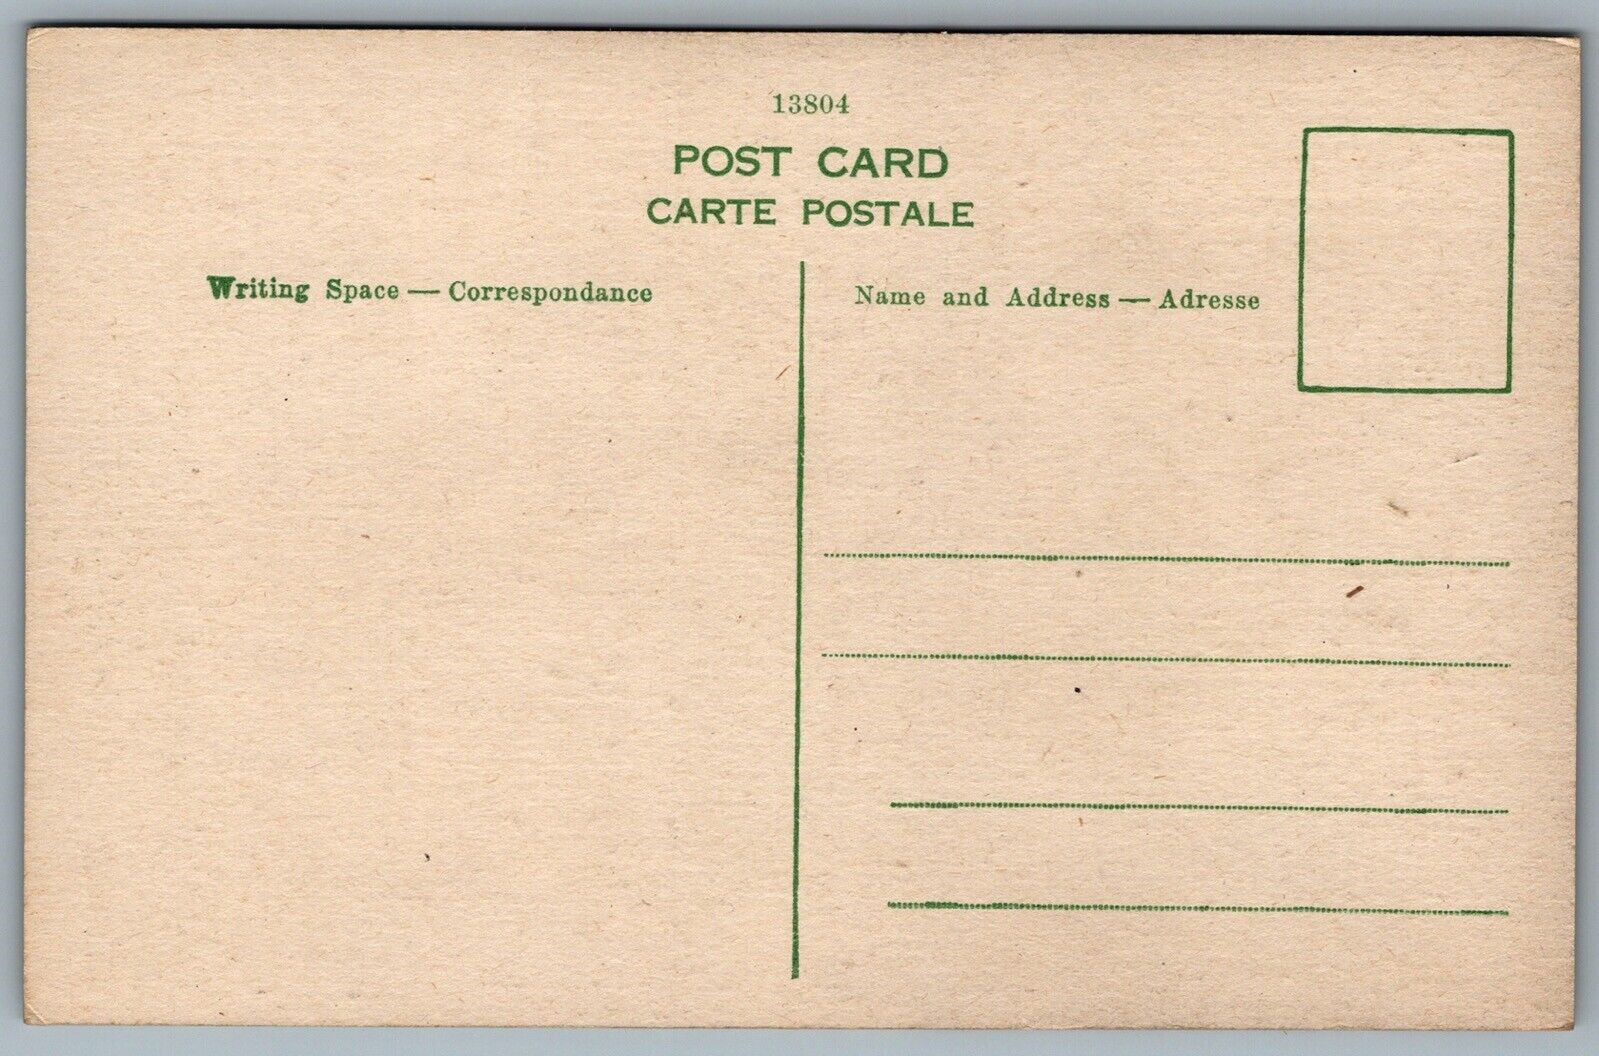 13804
POST CARD
CARTE POSTALE
Writing Space — Correspondance
Name and Address — Adresse